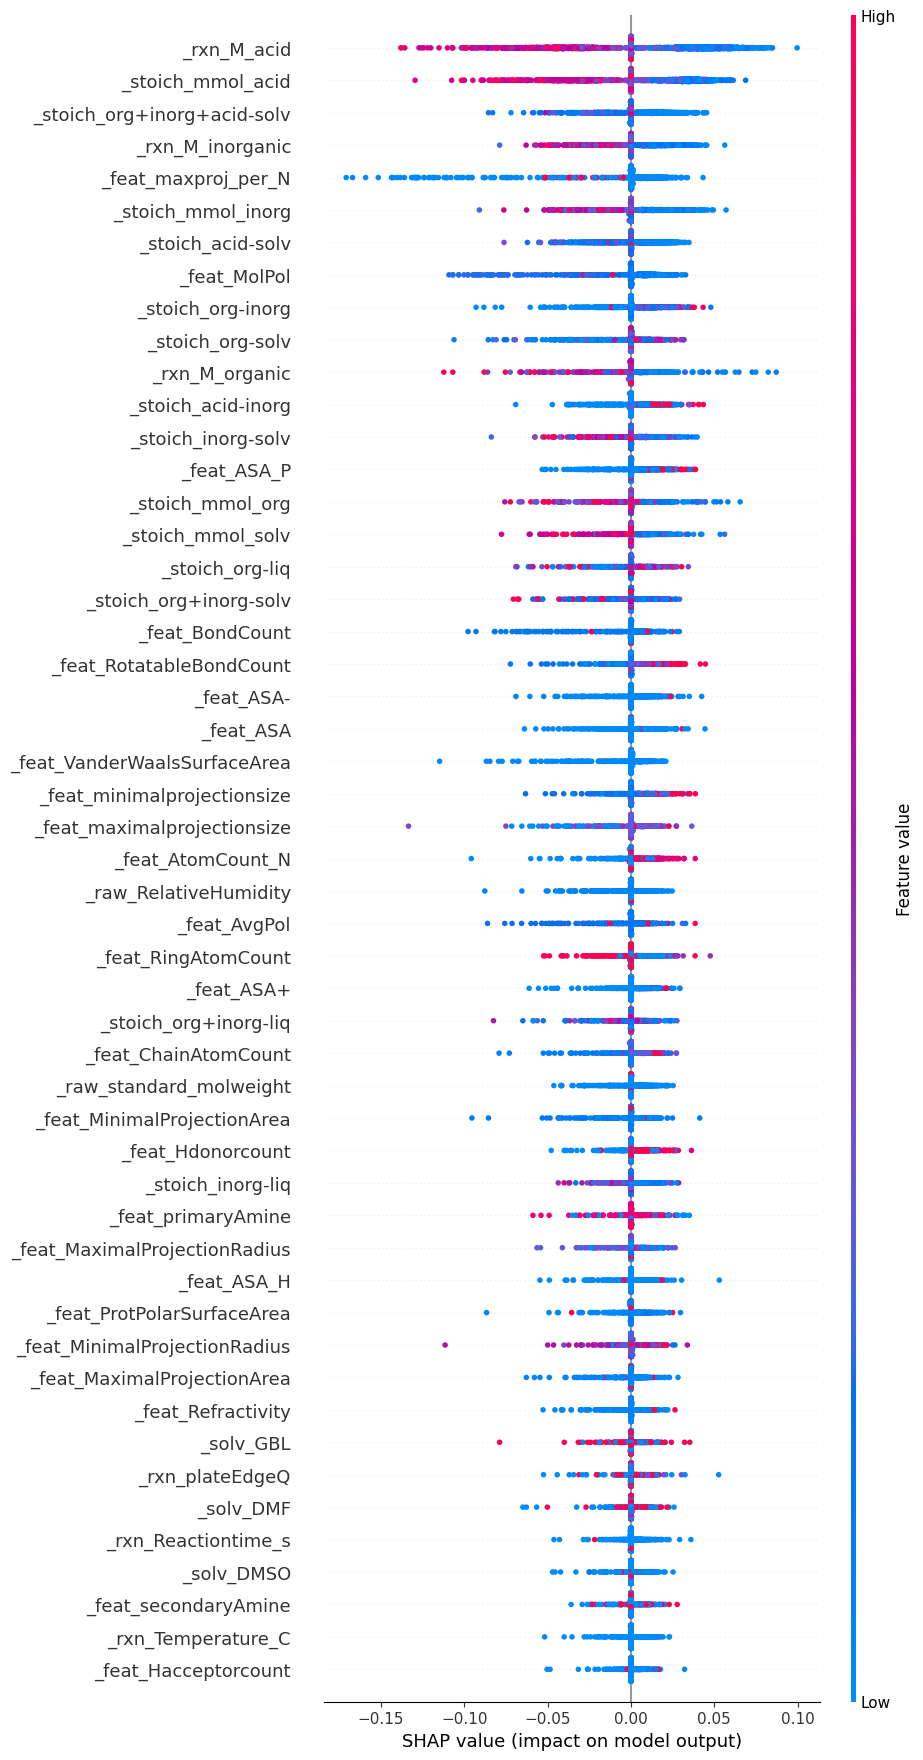 High
_rxn_M_acid
_stoich_mmol_acid
_stoich_org+inorg+acid-solv
_rxn_M_inorganic
_feat_maxproj_per_N
_stoich_mmol_inorg
_stoich_acid-solv
_feat_MolPol
_stoich_org-inorg
_stoich_org-solv
_rxn_M_organic
_stoich_acid-inorg
_stoich_inorg-solv
_feat_ASA_P
_stoich_mmol_org
_stoich_mmol_solv
_stoich_org-liq
_stoich_org+inorg-solv
_feat_BondCount
_feat_RotatableBondCount
_feat_ASA-
_feat_ASA
_feat_VanderWaalsSurfaceArea
_feat_minimalprojectionsize
_feat_maximalprojectionsize
_feat_AtomCount_N
_raw_RelativeHumidity
_feat_AvgPol
_feat_RingAtomCount
_feat_ASA+
_stoich_org+inorg-liq
_feat_ChainAtomCount
_raw_standard_molweight
_feat_MinimalProjectionArea
_feat_Hdonorcount
_stoich_inorg-liq
_feat_primaryAmine
_feat_MaximalProjectionRadius
_feat_ASA_H
_feat_ProtPolarSurfaceArea
_feat_MinimalProjectionRadius
_feat_MaximalProjectionArea
_feat_Refractivity
_solv_GBL
_rxn_plateEdgeQ
_solv_DMF
_rxn_Reactiontime_s
_solv_DMSO
_feat_secondaryAmine
_rxn_Temperature_C
_feat_Hacceptorcount
Feature value
Low
−0.15 −0.10 −0.05 0.00 0.05 0.10
SHAP value (impact on model output)